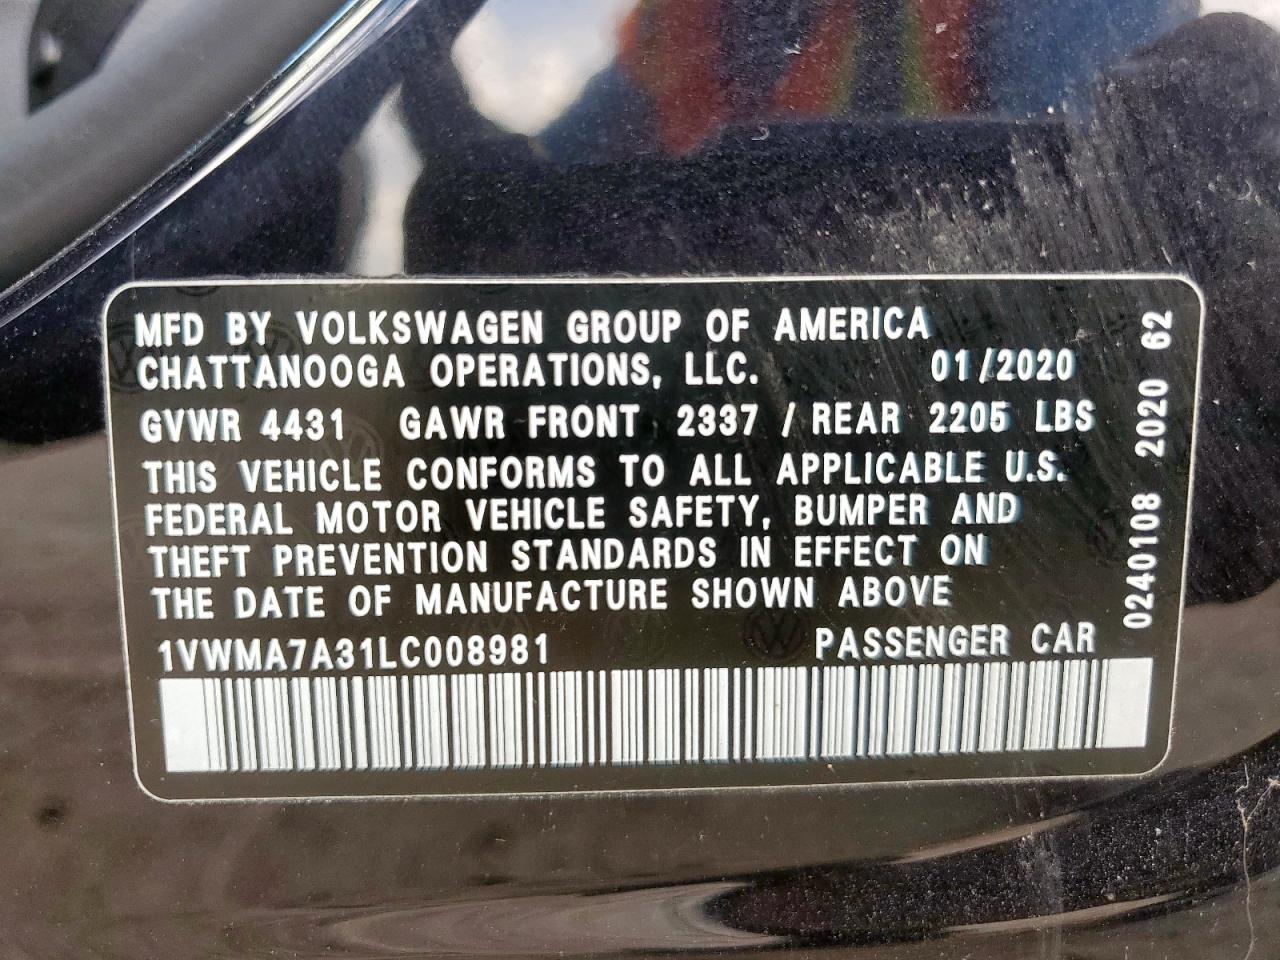 MFD BY VOLKSWAGEN GROUP OF AMERICA
CHATTANOOGA OPERATIONS, LLC. 01/2020
GVWR 4431 GAWR FRONT 2337 / REAR 2205 LBS
THIS VEHICLE CONFORMS TO ALL APPLICABLE U.S.
FEDERAL MOTOR VEHICLE SAFETY, BUMPER AND
THEFT PREVENTION STANDARDS IN EFFECT ON
THE DATE OF MANUFACTURE SHOWN ABOVE
1VWMA7A31LC008981 PASSENGER CAR
0240108 2020 62